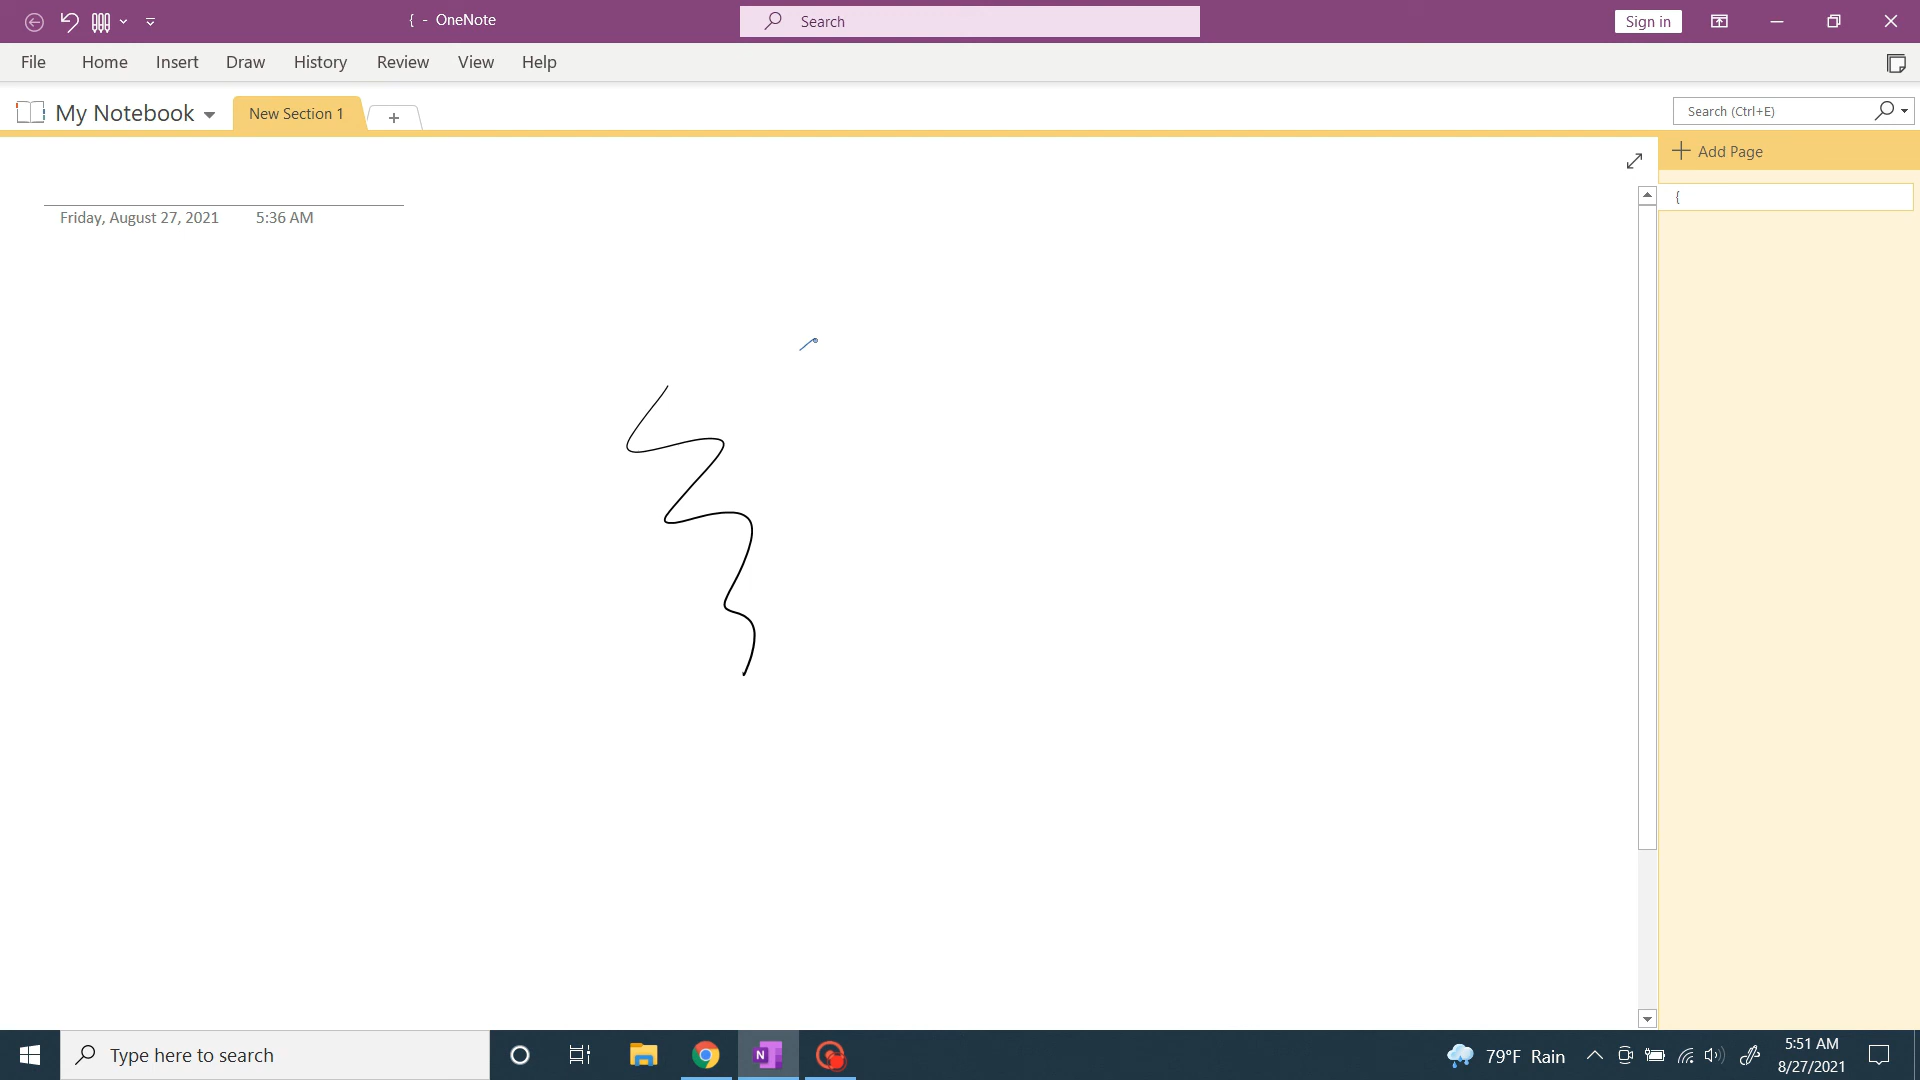 { - OneNote
Search
Sign in
File Home Insert Draw History Review View Help
My Notebook
New Section 1
+
Search (Ctrl+E)
Add Page
{
Friday, August 27, 2021 5:36 AM
Type here to search
N
79°F Rain
5:51 AM
8/27/2021